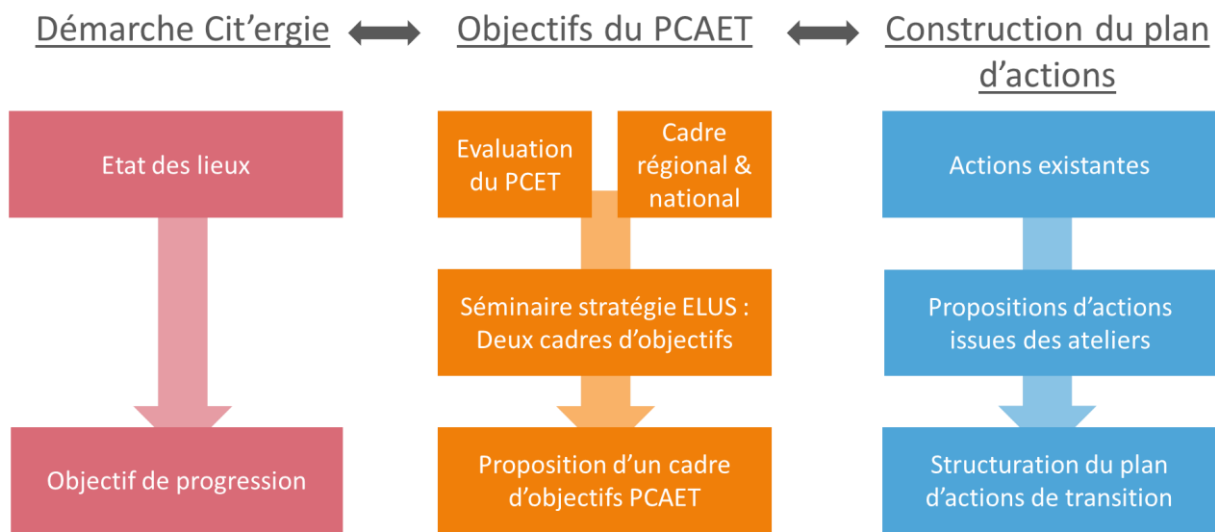 Démarche Cit'ergie
Objectifs du PCAET
Construction du plan
d’actions
Etat des lieux
Objectif de progression
Evaluation
du PCET
Cadre
régional &
national
Séminaire stratégie ELUS :
Deux cadres d’objectifs
Proposition d’un cadre
d’objectifs PCAET
Actions existantes
Propositions d’actions
issues des ateliers
Structuration du plan
d’actions de transition